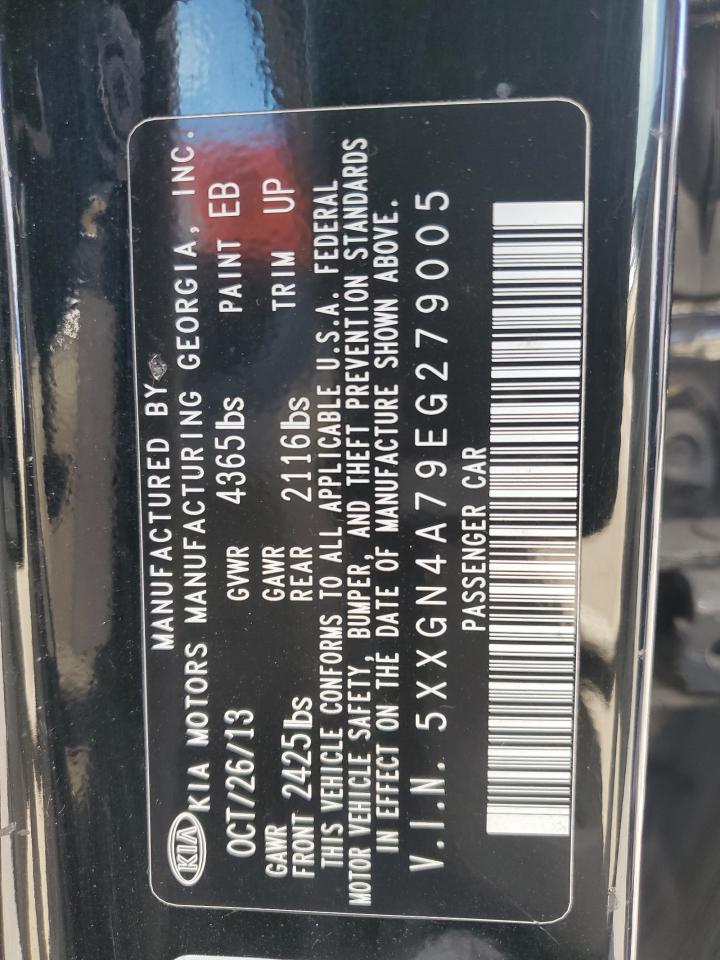 MANUFACTURED BY
KIA KIA MOTORS MANUFACTURING GEORGIA, INC.
OCT/26/13 GVWR 4365lbs PAINT EB
GAWR GAWR
FRONT 2425lbs REAR 2116lbs TRIM UP
THIS VEHICLE CONFORMS TO ALL APPLICABLE U.S.A. FEDERAL
MOTOR VEHICLE SAFETY, BUMPER, AND THEFT PREVENTION STANDARDS
IN EFFECT ON THE DATE OF MANUFACTURE SHOWN ABOVE.
V.I.N. 5XXGN4A79EG279005
PASSENGER CAR